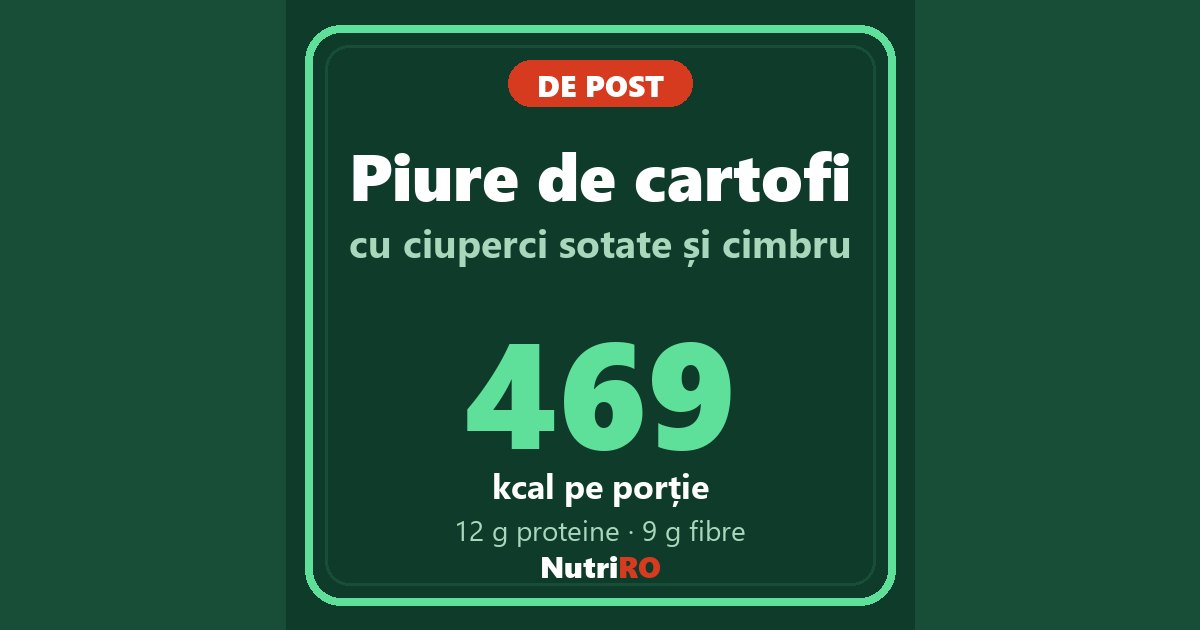 DE POST
Piure de cartofi
cu ciuperci sotate și cimbru
469
kcal pe porție
12 g proteine · 9 g fibre
NutriRO